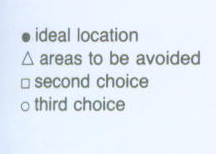 ● ideal location
△ areas to be avoided
□ second choice
○ third choice